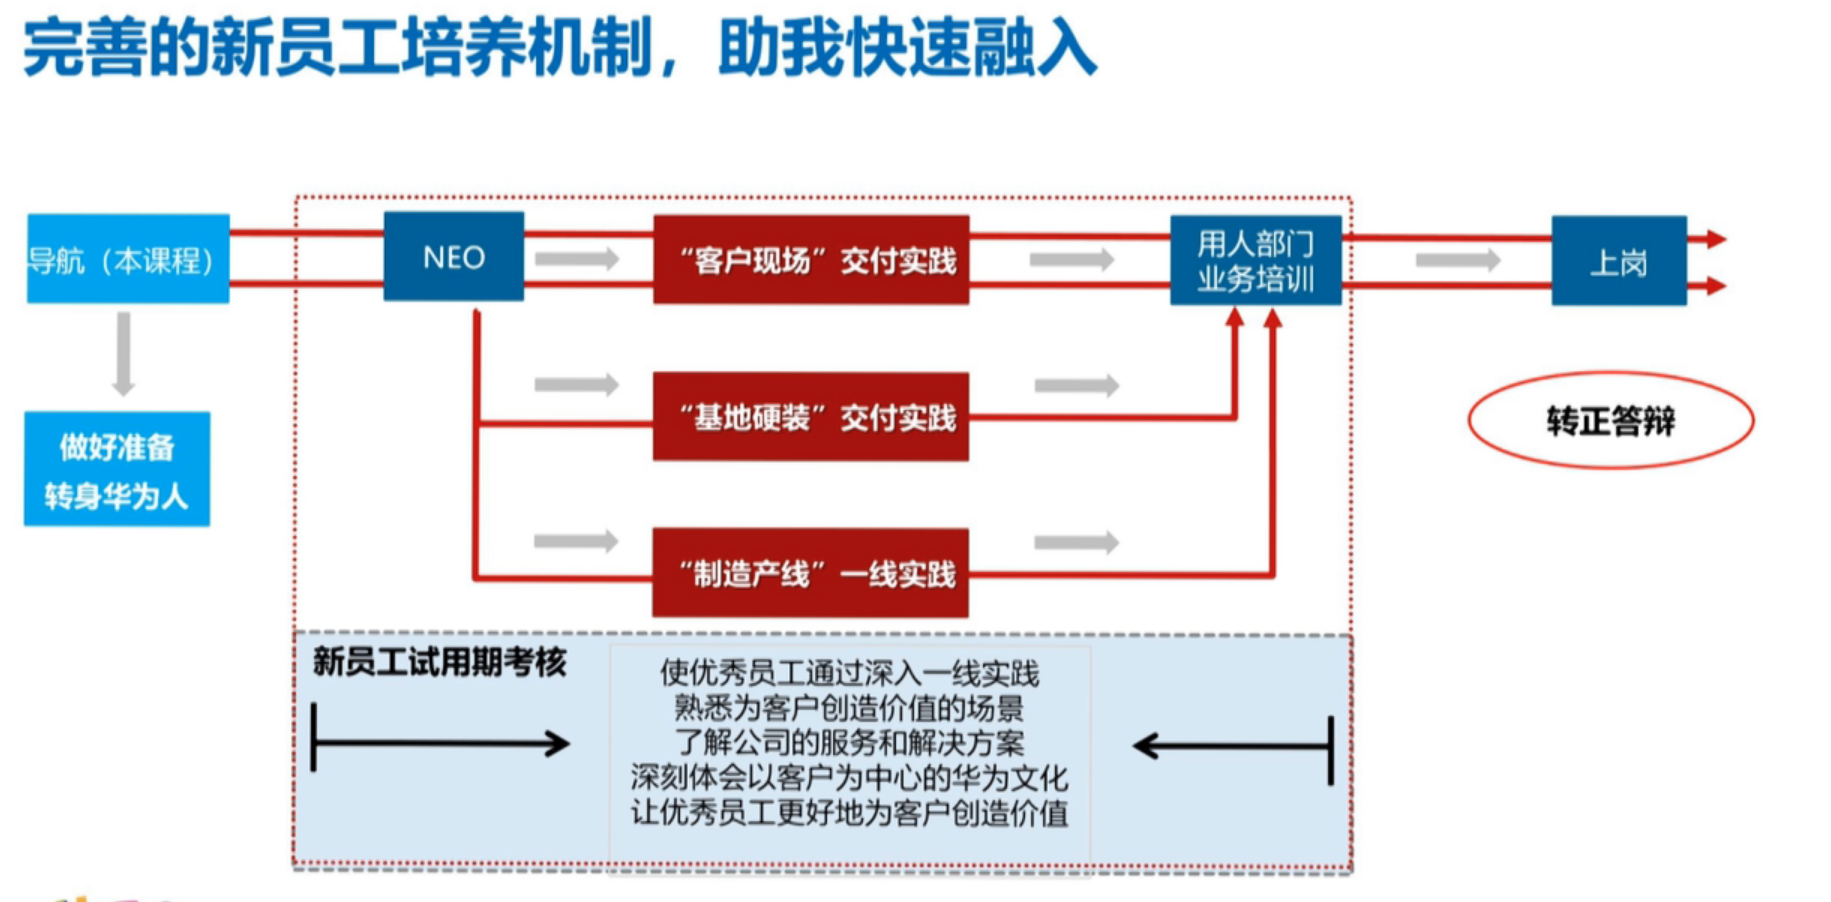 完善的新员工培养机制，助我快速融入
导航（本课程）
NEO
“客户现场”交付实践
用人部门
业务培训
上岗
做好准备
转身华为人
“基地硬装”交付实践
转正答辩
“制造产线”一线实践
新员工试用期考核
使优秀员工通过深入一线实践
熟悉为客户创造价值的场景
了解公司的服务和解决方案
深刻体会以客户为中心的华为文化
让优秀员工更好地为客户创造价值